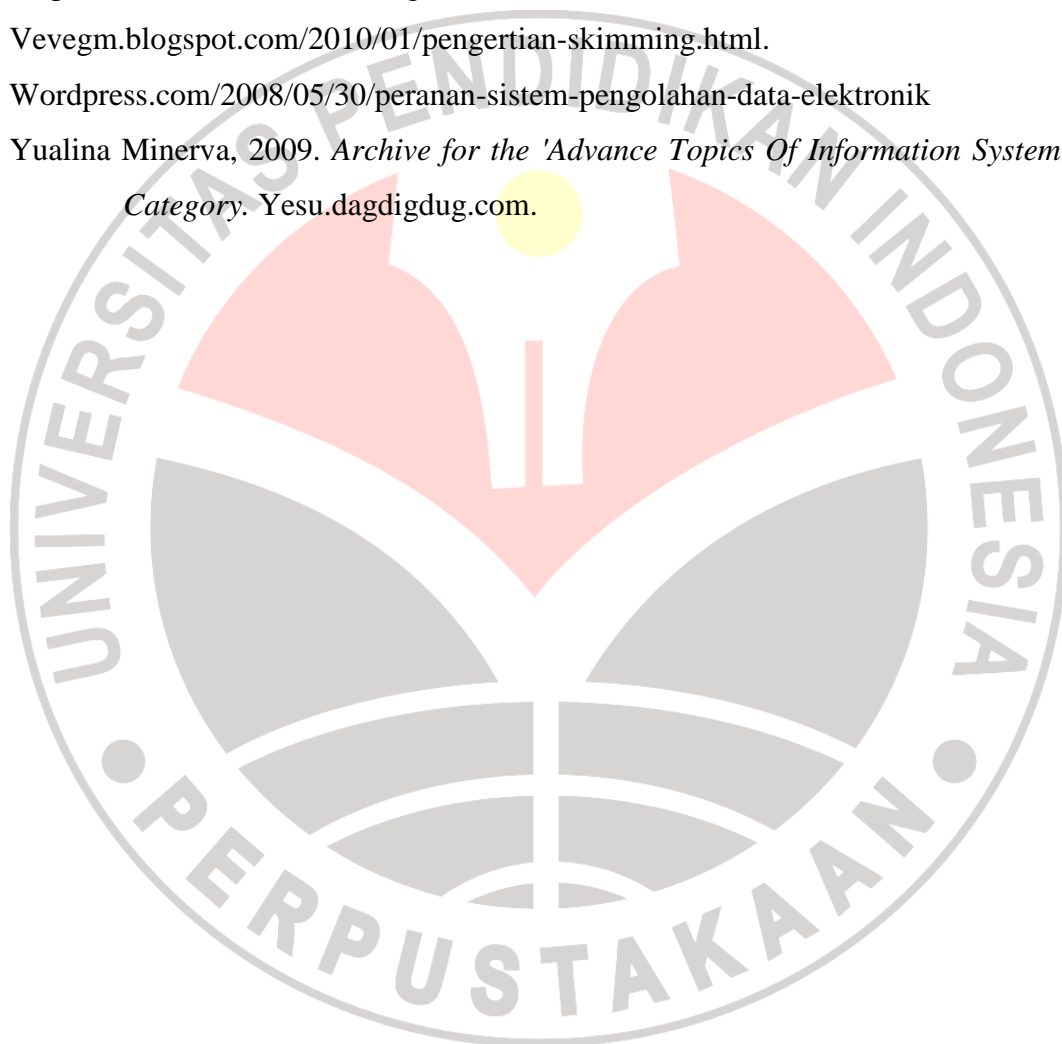 Vevegm.blogspot.com/2010/01/pengertian-skimming.html.
Wordpress.com/2008/05/30/peranan-sistem-pengolahan-data-elektronik
Yualina Minerva, 2009. Archive for the 'Advance Topics Of Information System
Category. Yesu.dagdigdug.com.
UNIVERSITAS PENDIDIKAN INDONESIA
PERPUSTAKAAN